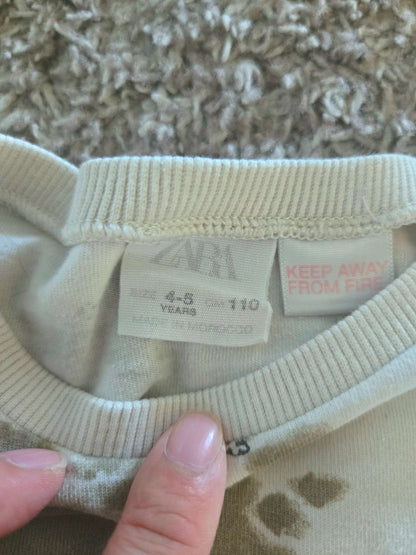 ZARA
SIZE 4-5 CM 110
YEARS
MADE IN MOROCCO
KEEP AWAY
FROM FIRE